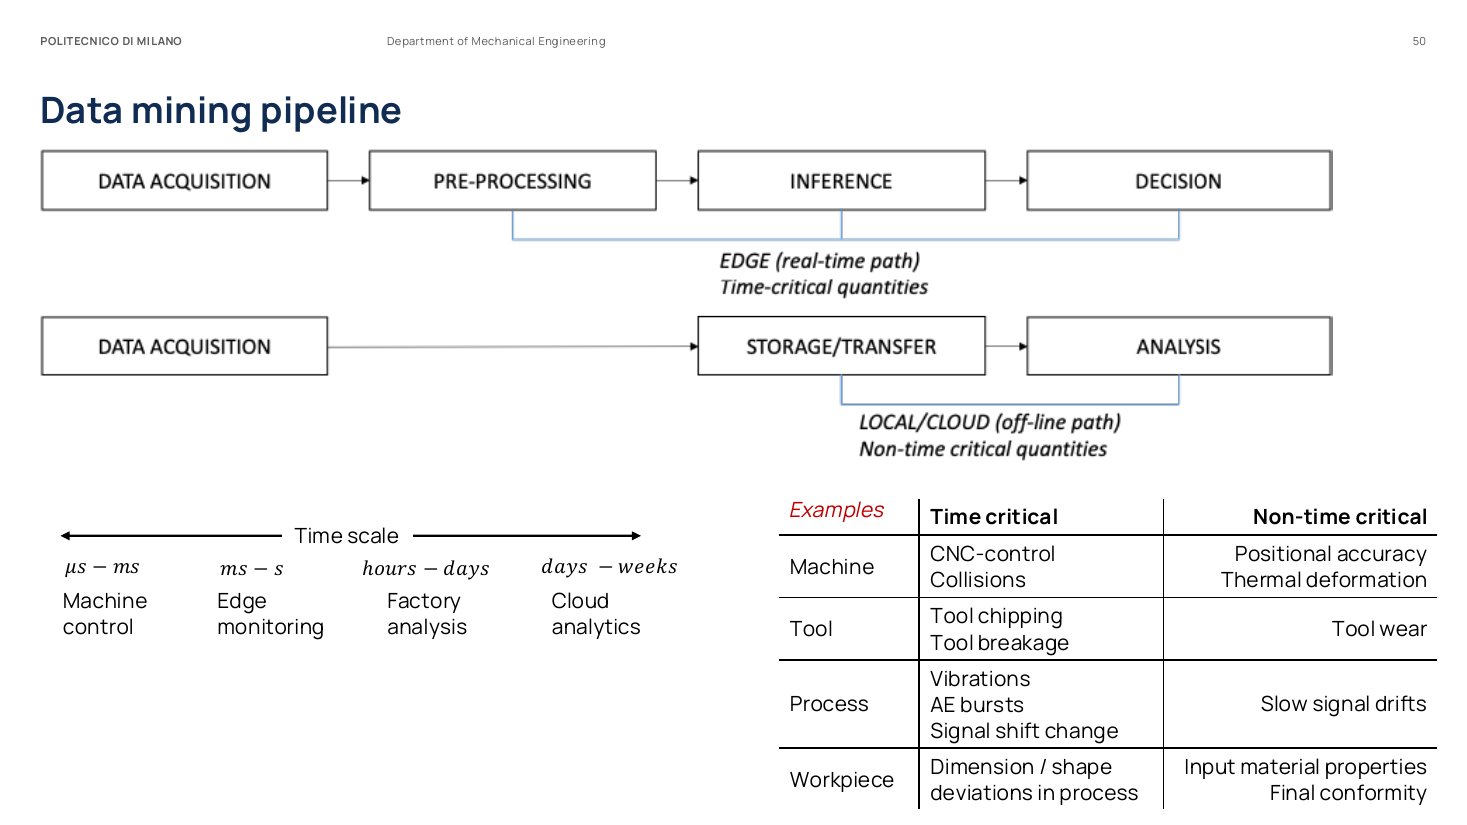 POLITECNICO DI MILANO
Department of Mechanical Engineering
50
Data mining pipeline
DATA ACQUISITION
PRE-PROCESSING
INFERENCE
DECISION
EDGE (real-time path)
Time-critical quantities
DATA ACQUISITION
STORAGE/TRANSFER
ANALYSIS
LOCAL/CLOUD (off-line path)
Non-time critical quantities
Time scale
μs − ms
ms − s
hours − days
days − weeks
Machine
control
Edge
monitoring
Factory
analysis
Cloud
analytics
Examples
Time critical
Non-time critical
Machine
CNC-control
Collisions
Positional accuracy
Thermal deformation
Tool
Tool chipping
Tool breakage
Tool wear
Process
Vibrations
AE bursts
Signal shift change
Slow signal drifts
Workpiece
Dimension / shape
deviations in process
Input material properties
Final conformity